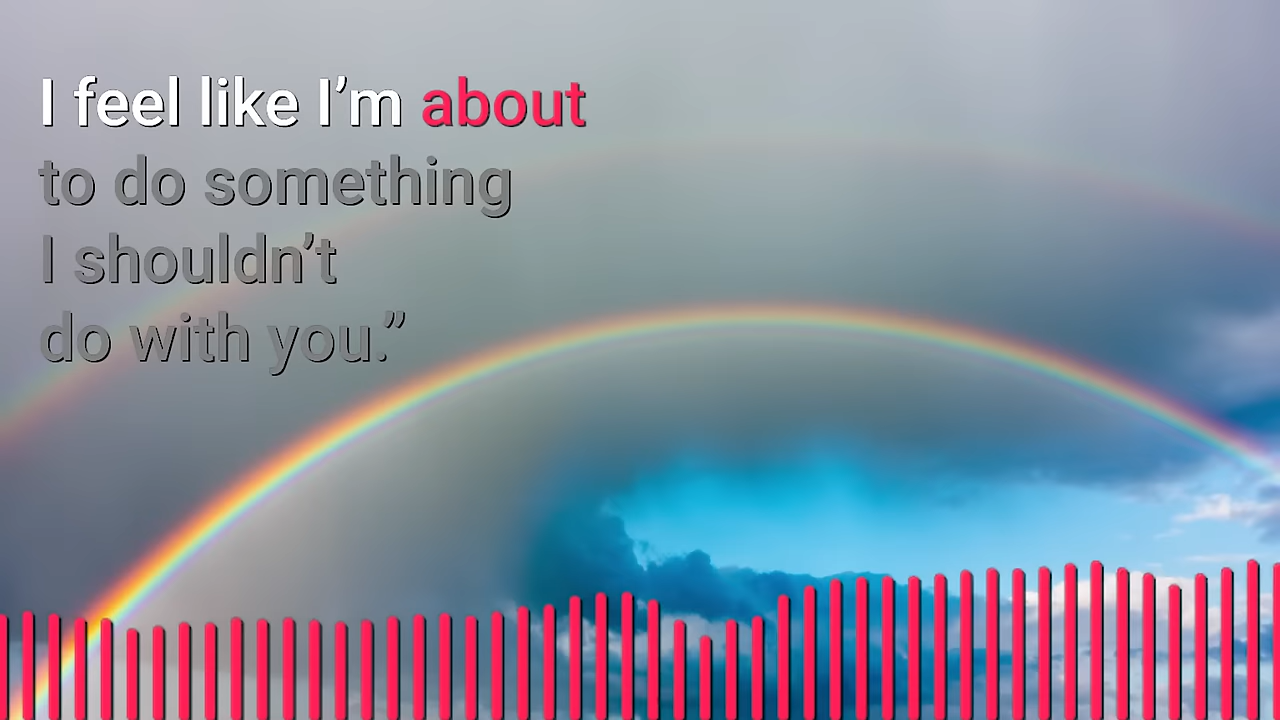 I feel like I’m about
to do something
I shouldn’t
do with you.”